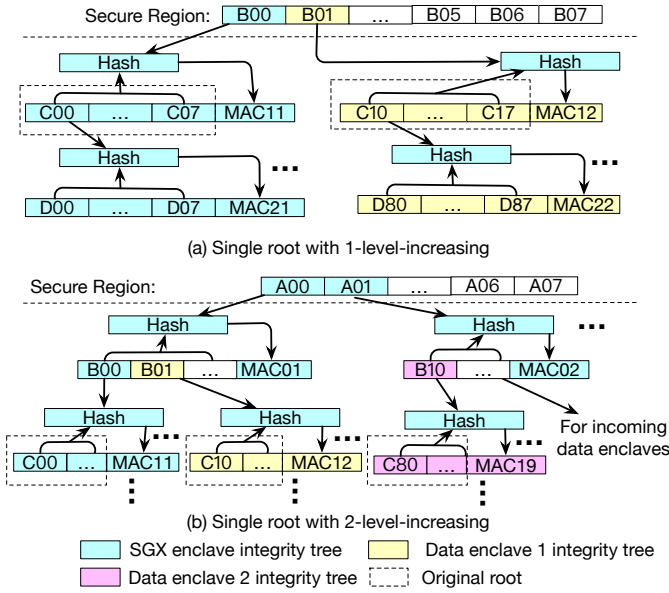 Secure Region: B00 B01 ... B05 B06 B07
Hash Hash
C00 ... C07 MAC11 C10 ... C17 MAC12
Hash ... Hash ...
D00 ... D07 MAC21 D80 ... D87 MAC22
(a) Single root with 1-level-increasing
Secure Region: A00 A01 ... A06 A07
Hash Hash ...
B00 B01 ... MAC01 B10 ... MAC02
Hash Hash Hash For incoming
... ... ... data enclaves
C00 ... MAC11 C10 ... MAC12 C80 ... MAC19
(b) Single root with 2-level-increasing
SGX enclave integrity tree Data enclave 1 integrity tree
Data enclave 2 integrity tree Original root